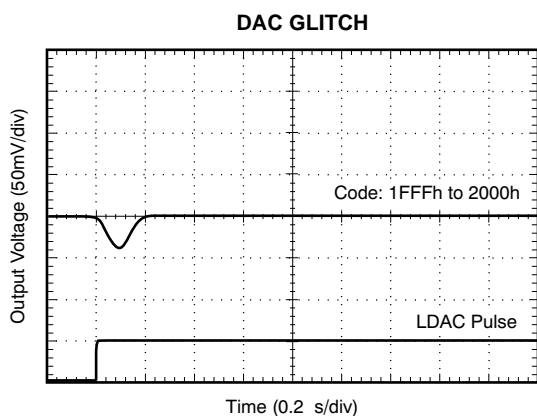 DAC GLITCH
Output Voltage (50mV/div)
Code: 1FFFh to 2000h
LDAC Pulse
Time (0.2  s/div)